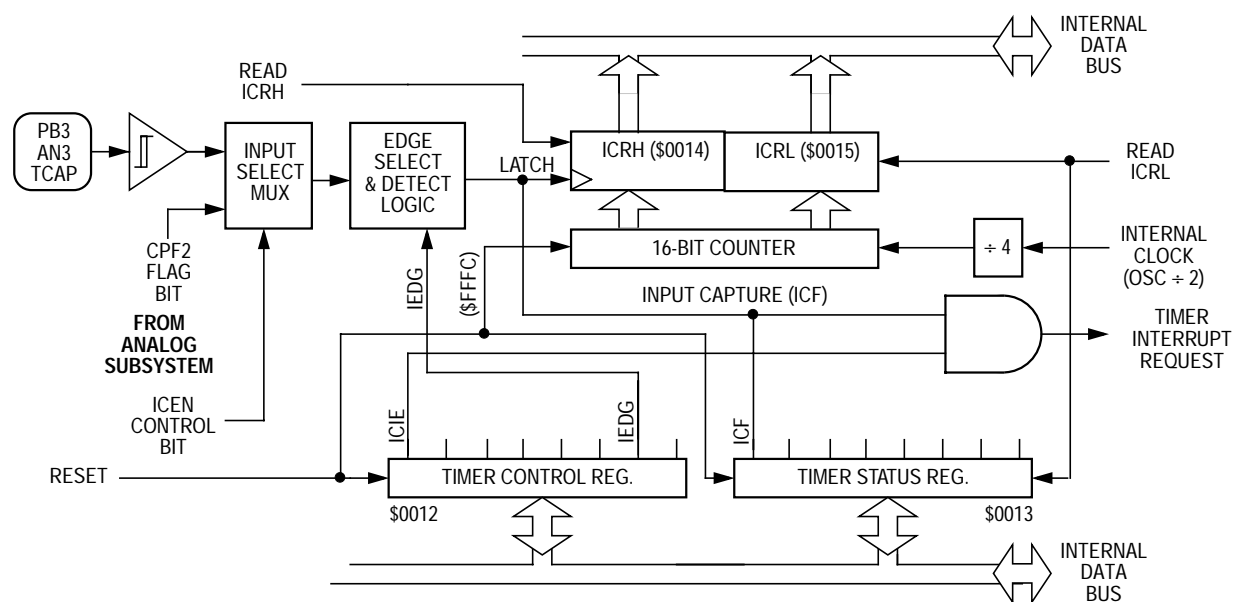 INTERNAL
DATA
BUS
READ
ICRH
PB3
AN3
TCAP
INPUT
SELECT
MUX
EDGE
SELECT
& DETECT
LOGIC
LATCH
ICRH ($0014)
ICRL ($0015)
READ
ICRL
CPF2
FLAG
BIT
FROM
ANALOG
SUBSYSTEM
IEDG
($FFFC)
16-BIT COUNTER
÷ 4
INTERNAL
CLOCK
(OSC ÷ 2)
INPUT CAPTURE (ICF)
TIMER
INTERRUPT
REQUEST
ICEN
CONTROL
BIT
ICIE
IEDG
ICF
RESET
TIMER CONTROL REG.
TIMER STATUS REG.
$0012
$0013
INTERNAL
DATA
BUS